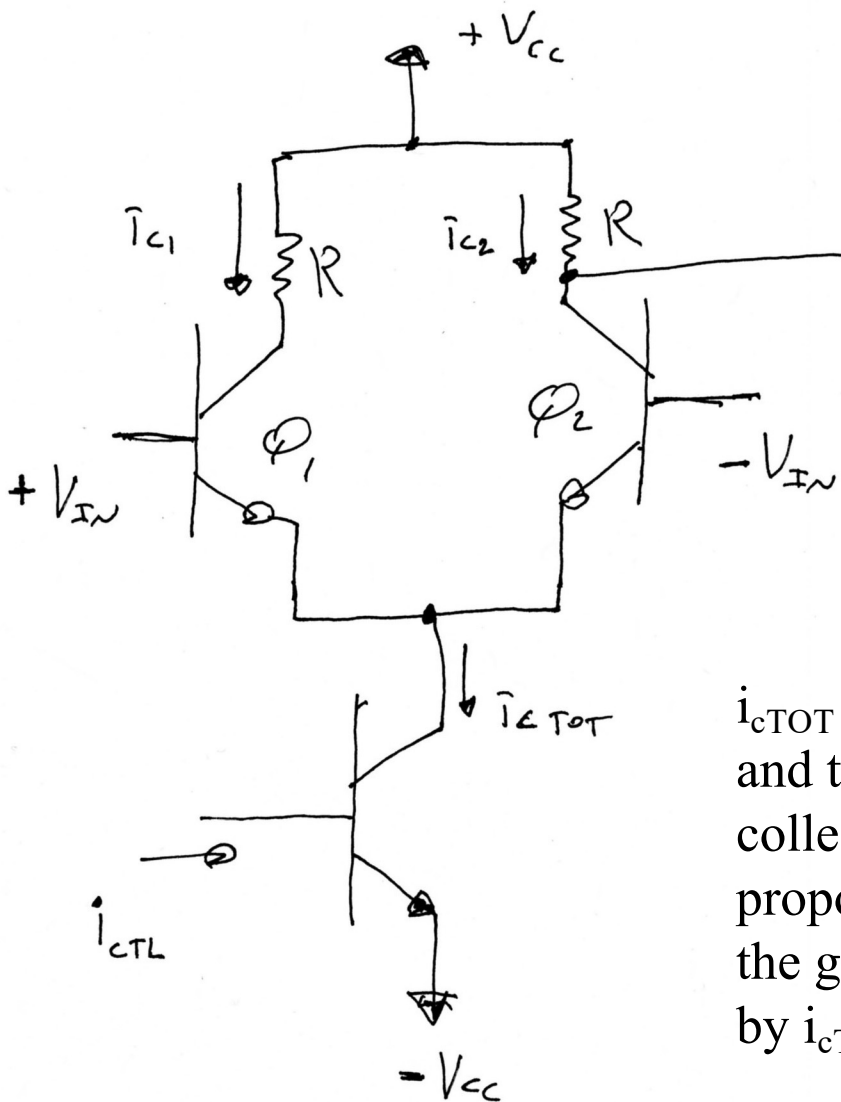 + Vcc
ic1
R
ic2
R
Q1
Q2
+ VIN
- VIN
ic TOT
icTOT
and t
colle
propo
the g
by ic
iCTL
- Vcc